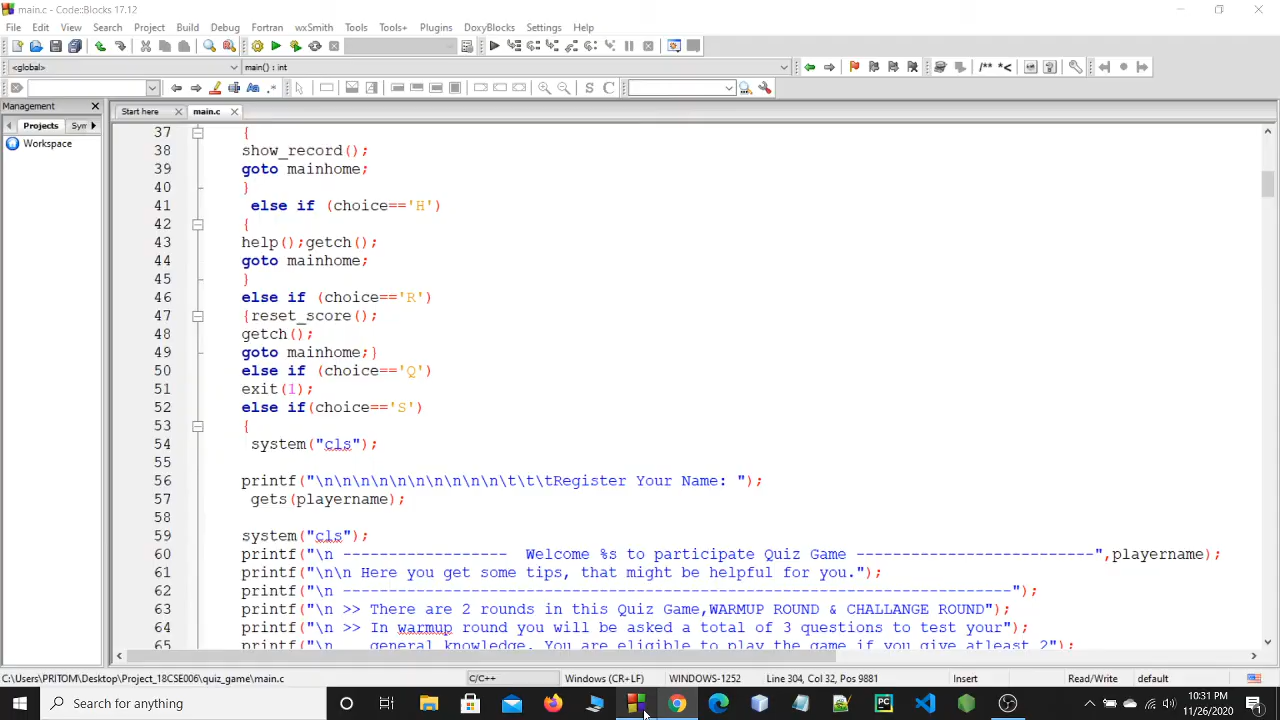 main.c - Code::Blocks 17.12
File Edit View Search Project Build Debug Fortran wxSmith Tools Tools+ Plugins DoxyBlocks Settings Help
<global> main() : int
/** *<
Aa .*
S C
Management
Start here main.c
Projects Syr
Workspace
37 {
38 show_record();
39 goto mainhome;
40 }
41 else if (choice=='H')
42 {
43 help();getch();
44 goto mainhome;
45 }
46 else if (choice=='R')
47 {reset_score();
48 getch();
49 goto mainhome;}
50 else if (choice=='Q')
51 exit(1);
52 else if(choice=='S')
53 {
54 system("cls");
55
56 printf("\n\n\n\n\n\n\n\n\n\n\n\t\t\tRegister Your Name: ");
57 gets(playername);
58
59 system("cls");
60 printf("\n ------------------  Welcome %s to participate Quiz Game --------------------------",playername);
61 printf("\n\n Here you get some tips, that might be helpful for you.");
62 printf("\n -------------------------------------------------------------------------");
63 printf("\n >> There are 2 rounds in this Quiz Game,WARMUP ROUND & CHALLANGE ROUND");
64 printf("\n >> In warmup round you will be asked a total of 3 questions to test your");
65 printf("\n    general knowledge. You are eligible to play the game if you give atleast 2");
C:\Users\PRITOM\Desktop\Project_18CSE006\quiz_game\main.c C/C++ Windows (CR+LF) WINDOWS-1252 Line 304, Col 32, Pos 9881 Insert Read/Write default
Type here to search
PC
10:31 PM
11/26/2020